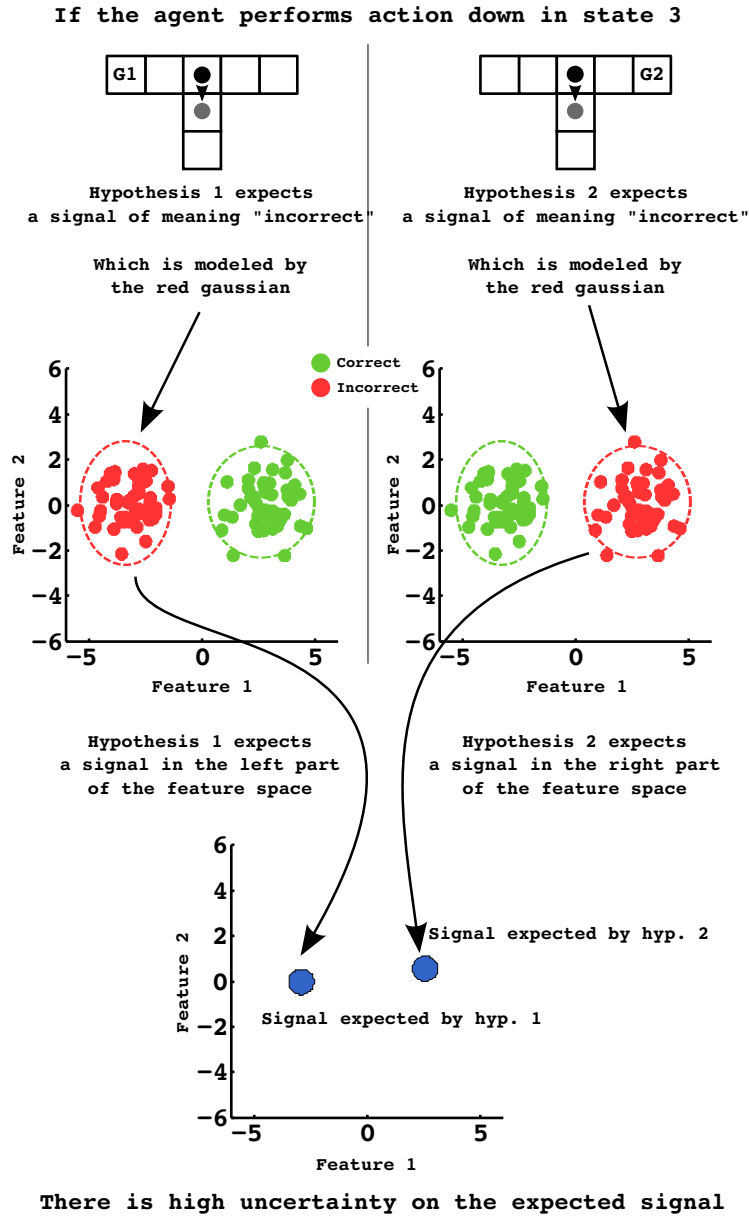 If the agent performs action down in state 3
G1
G2
Hypothesis 1 expects
a signal of meaning "incorrect"
Hypothesis 2 expects
a signal of meaning "incorrect"
Which is modeled by
the red gaussian
Which is modeled by
the red gaussian
Correct
Incorrect
6
4
2
0
−2
−4
−6
−5
0
5
Feature 2
Feature 1
6
4
2
0
−2
−4
−6
−5
0
5
Feature 2
Feature 1
Hypothesis 1 expects
a signal in the left part
of the feature space
Hypothesis 2 expects
a signal in the right part
of the feature space
6
4
2
0
−2
−4
−6
−5
0
5
Feature 2
Feature 1
Signal expected by hyp. 2
Signal expected by hyp. 1
There is high uncertainty on the expected signal